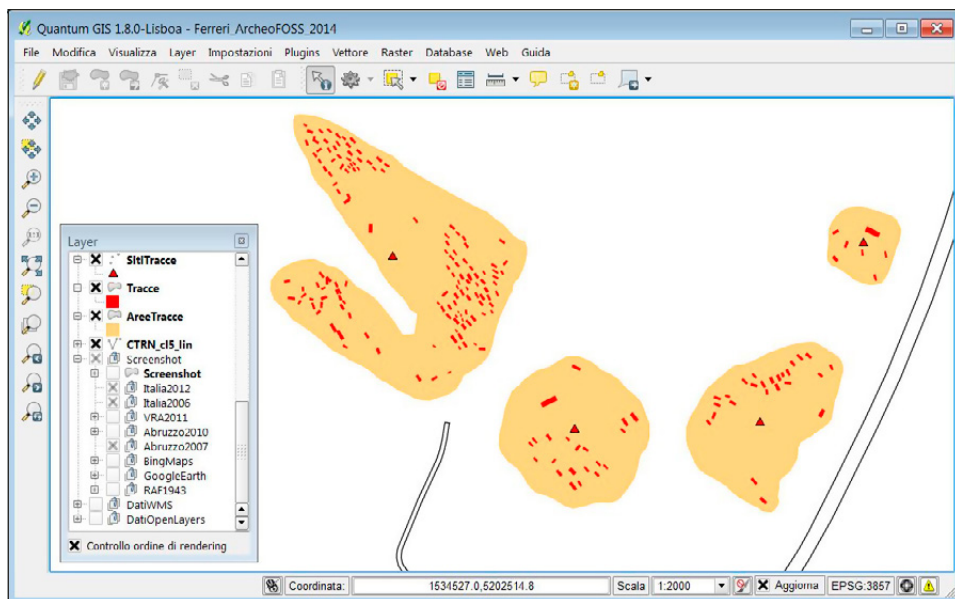 Quantum GIS 1.8.0-Lisboa - Ferreri_ArcheoFOSS_2014
File Modifica Visualizza Layer Impostazioni Plugins Vettore Raster Database Web Guida
Layer
SitiTracce
Tracce
AreeTracce
CTRN_cl5_lin
Screenshot
Screenshot
Italia2012
Italia2006
VRA2011
Abruzzo2010
Abruzzo2007
BingMaps
GoogleEarth
RAF1943
DatiWMS
DatiOpenLayers
Controllo ordine di rendering
Coordinata: 1534527.0,5202514.8 Scala 1:2000 Aggiorna EPSG:3857